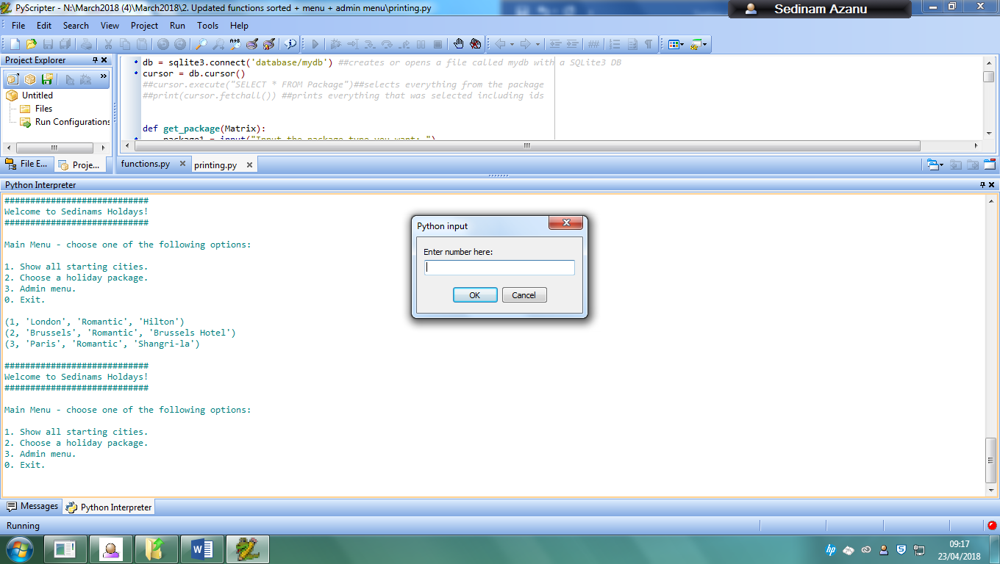 PyScripter - N:\March2018 (4)\March2018\2. Updated functions sorted + menu + admin menu\printing.py
Sedinam Azanu
File Edit Search View Project Run Tools Help
Project Explorer
Untitled
Files
Run Configurations
File E... Proje...
db = sqlite3.connect('database/mydb') ##creates or opens a file called mydb with a SQLite3 DB
cursor = db.cursor()
##cursor.execute("SELECT * FROM Package")##selects everything from the package
##print(cursor.fetchall()) ##prints everything that was selected including ids
def get_package(Matrix):
package1 = input("Input the package type you want: ")
functions.py printing.py
Python Interpreter
############################
Welcome to Sedinams Holdays!
############################
Main Menu - choose one of the following options:
1. Show all starting cities.
2. Choose a holiday package.
3. Admin menu.
0. Exit.
(1, 'London', 'Romantic', 'Hilton')
(2, 'Brussels', 'Romantic', 'Brussels Hotel')
(3, 'Paris', 'Romantic', 'Shangri-la')
############################
Welcome to Sedinams Holdays!
############################
Main Menu - choose one of the following options:
1. Show all starting cities.
2. Choose a holiday package.
3. Admin menu.
0. Exit.
Python input
Enter number here:
OK Cancel
Messages Python Interpreter
Running
hp
09:17
23/04/2018